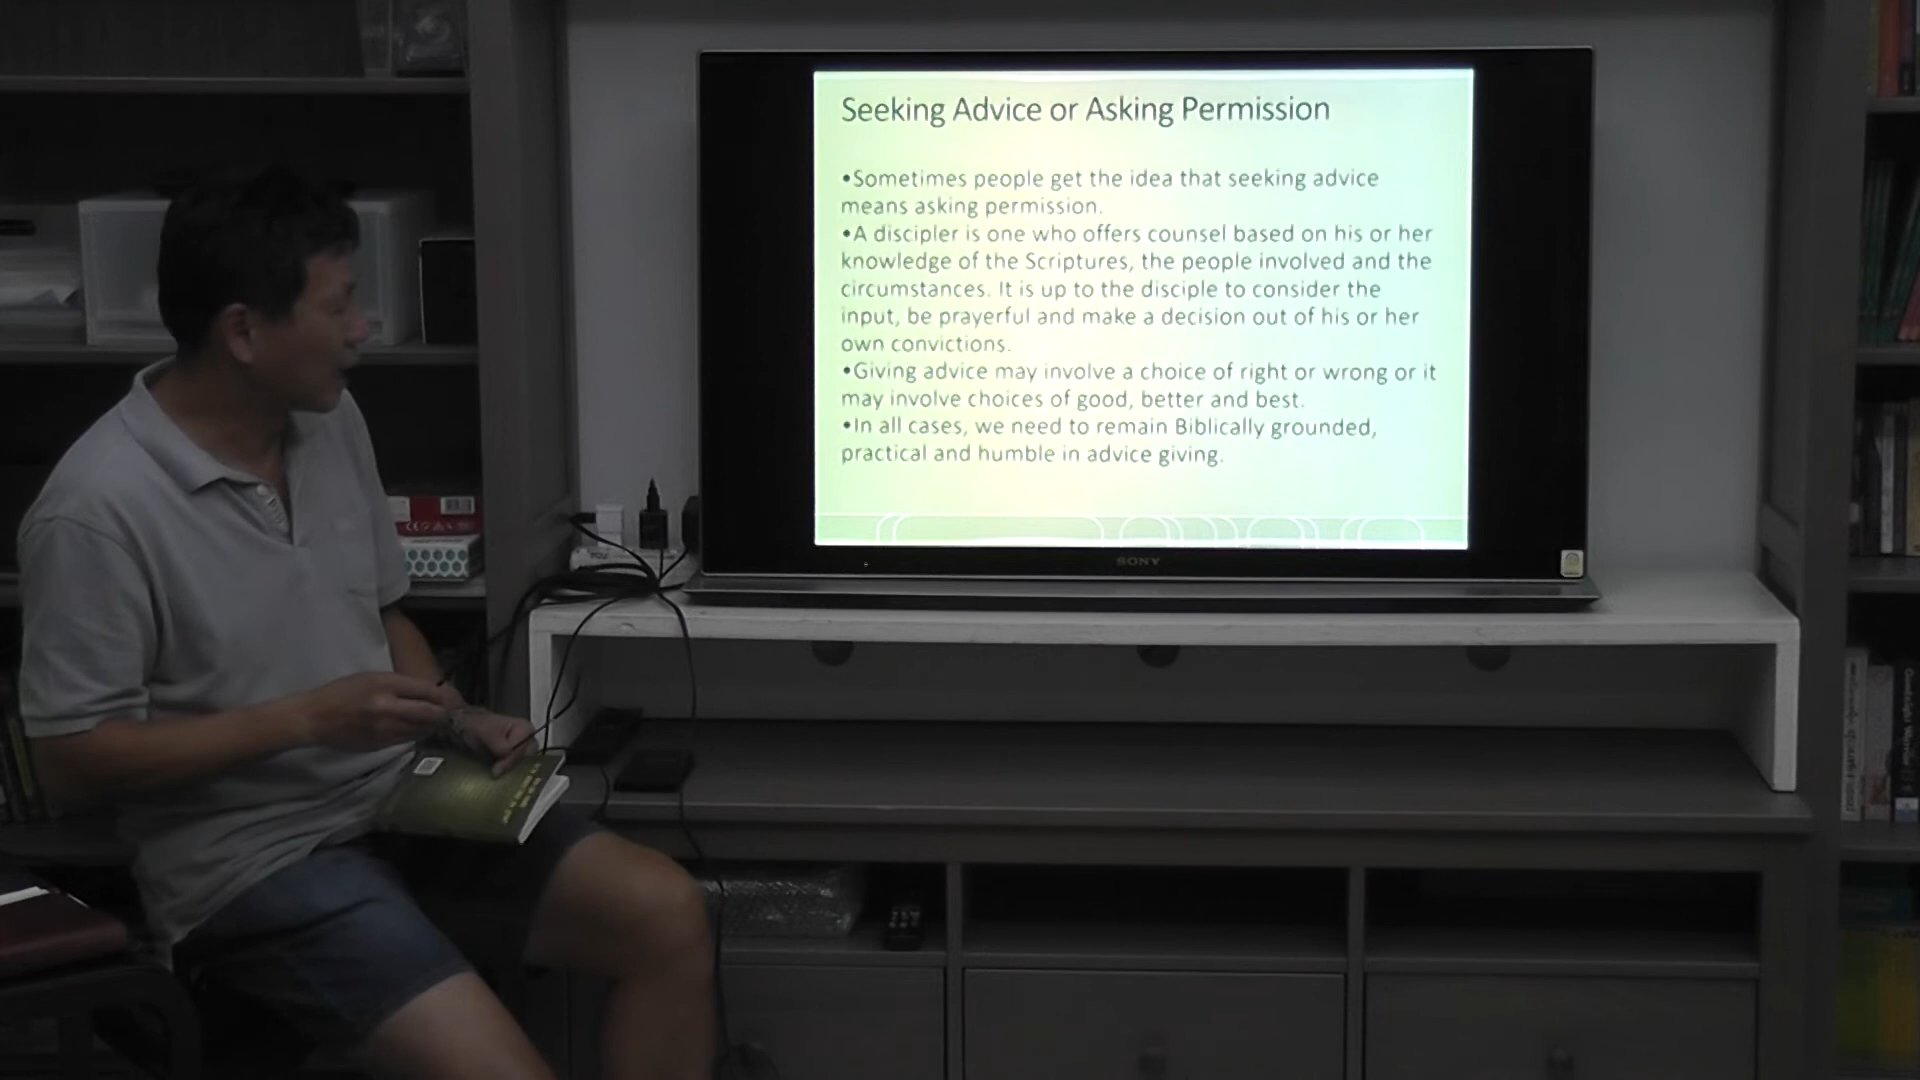 Seeking Advice or Asking Permission
•Sometimes people get the idea that seeking advice
means asking permission.
•A discipler is one who offers counsel based on his or her
knowledge of the Scriptures, the people involved and the
circumstances. It is up to the disciple to consider the
input, be prayerful and make a decision out of his or her
own convictions.
•Giving advice may involve a choice of right or wrong or it
may involve choices of good, better and best.
•In all cases, we need to remain Biblically grounded,
practical and humble in advice giving.
SONY